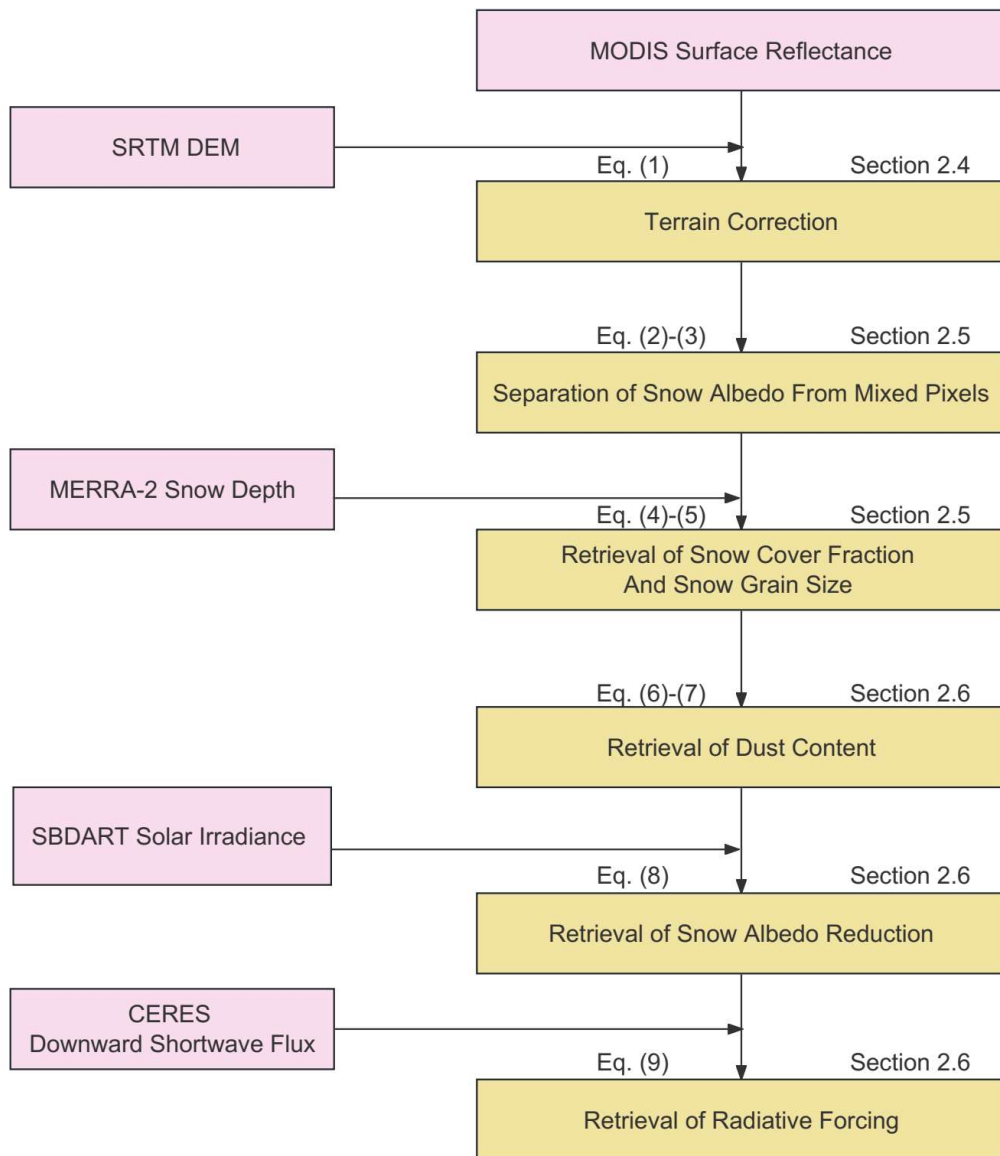 MODIS Surface Reflectance
SRTM DEM
Eq. (1)
Section 2.4
Terrain Correction
Eq. (2)-(3)
Section 2.5
Separation of Snow Albedo From Mixed Pixels
MERRA-2 Snow Depth
Eq. (4)-(5)
Section 2.5
Retrieval of Snow Cover Fraction
And Snow Grain Size
Eq. (6)-(7)
Section 2.6
Retrieval of Dust Content
SBDART Solar Irradiance
Eq. (8)
Section 2.6
Retrieval of Snow Albedo Reduction
CERES
Downward Shortwave Flux
Eq. (9)
Section 2.6
Retrieval of Radiative Forcing